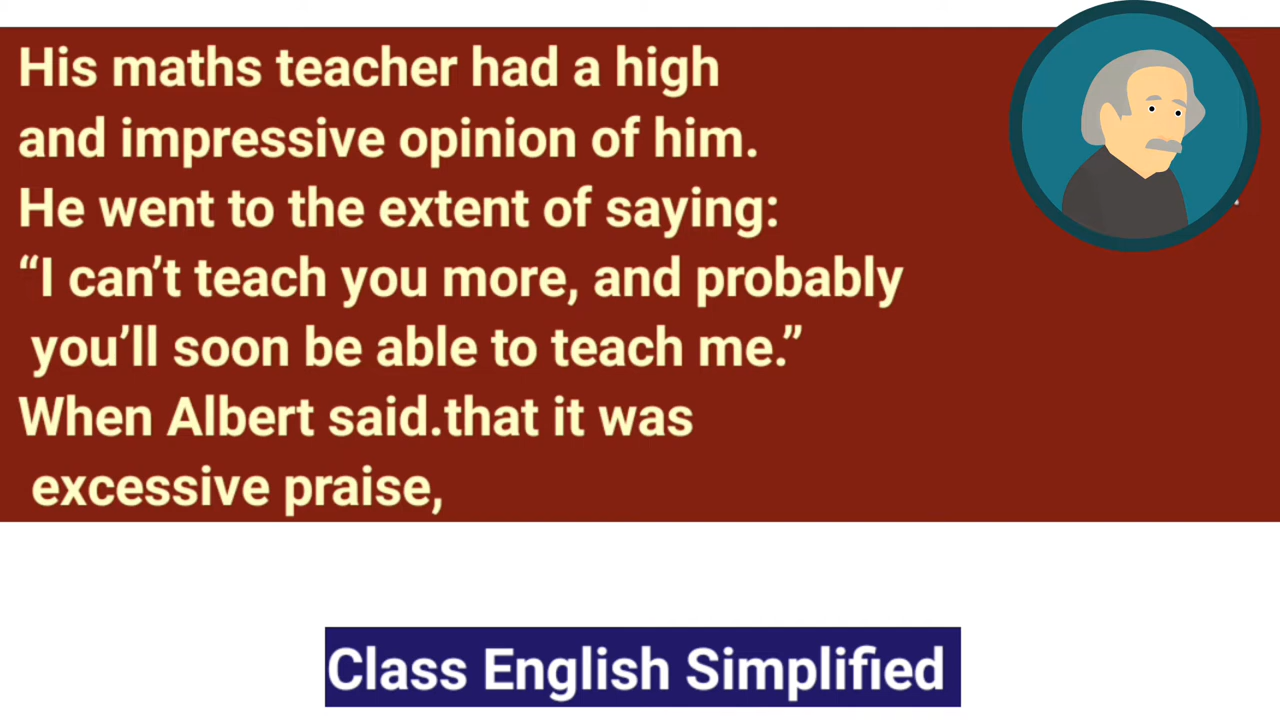 His maths teacher had a high
and impressive opinion of him.
He went to the extent of saying:
“I can’t teach you more, and probably
you’ll soon be able to teach me.”
When Albert said.that it was
excessive praise,
Class English Simplified